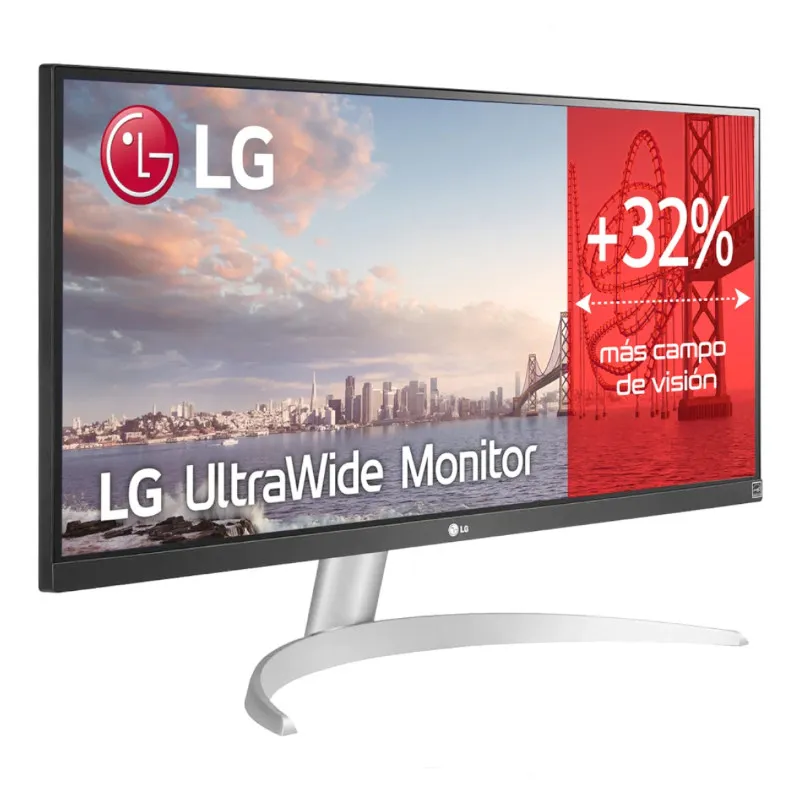 LG
+32%
más campo
de visión
LG UltraWide Monitor
LG